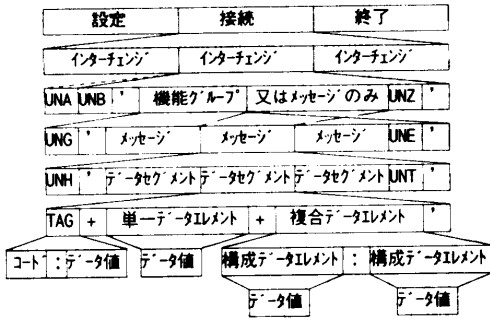 設定 接続 終了
インターチェンジ インターチェンジ インターチェンジ
UNA UNB ' 機能グループ 又はメッセージのみ UNZ '
UNG ' メッセージ メッセージ メッセージ UNE '
UNH ' データセグメント データセグメント データセグメント UNT '
TAG + 単一データエレメント + 複合データエレメント '
コード : データ値 データ値 構成データエレメント : 構成データエレメント
データ値 データ値